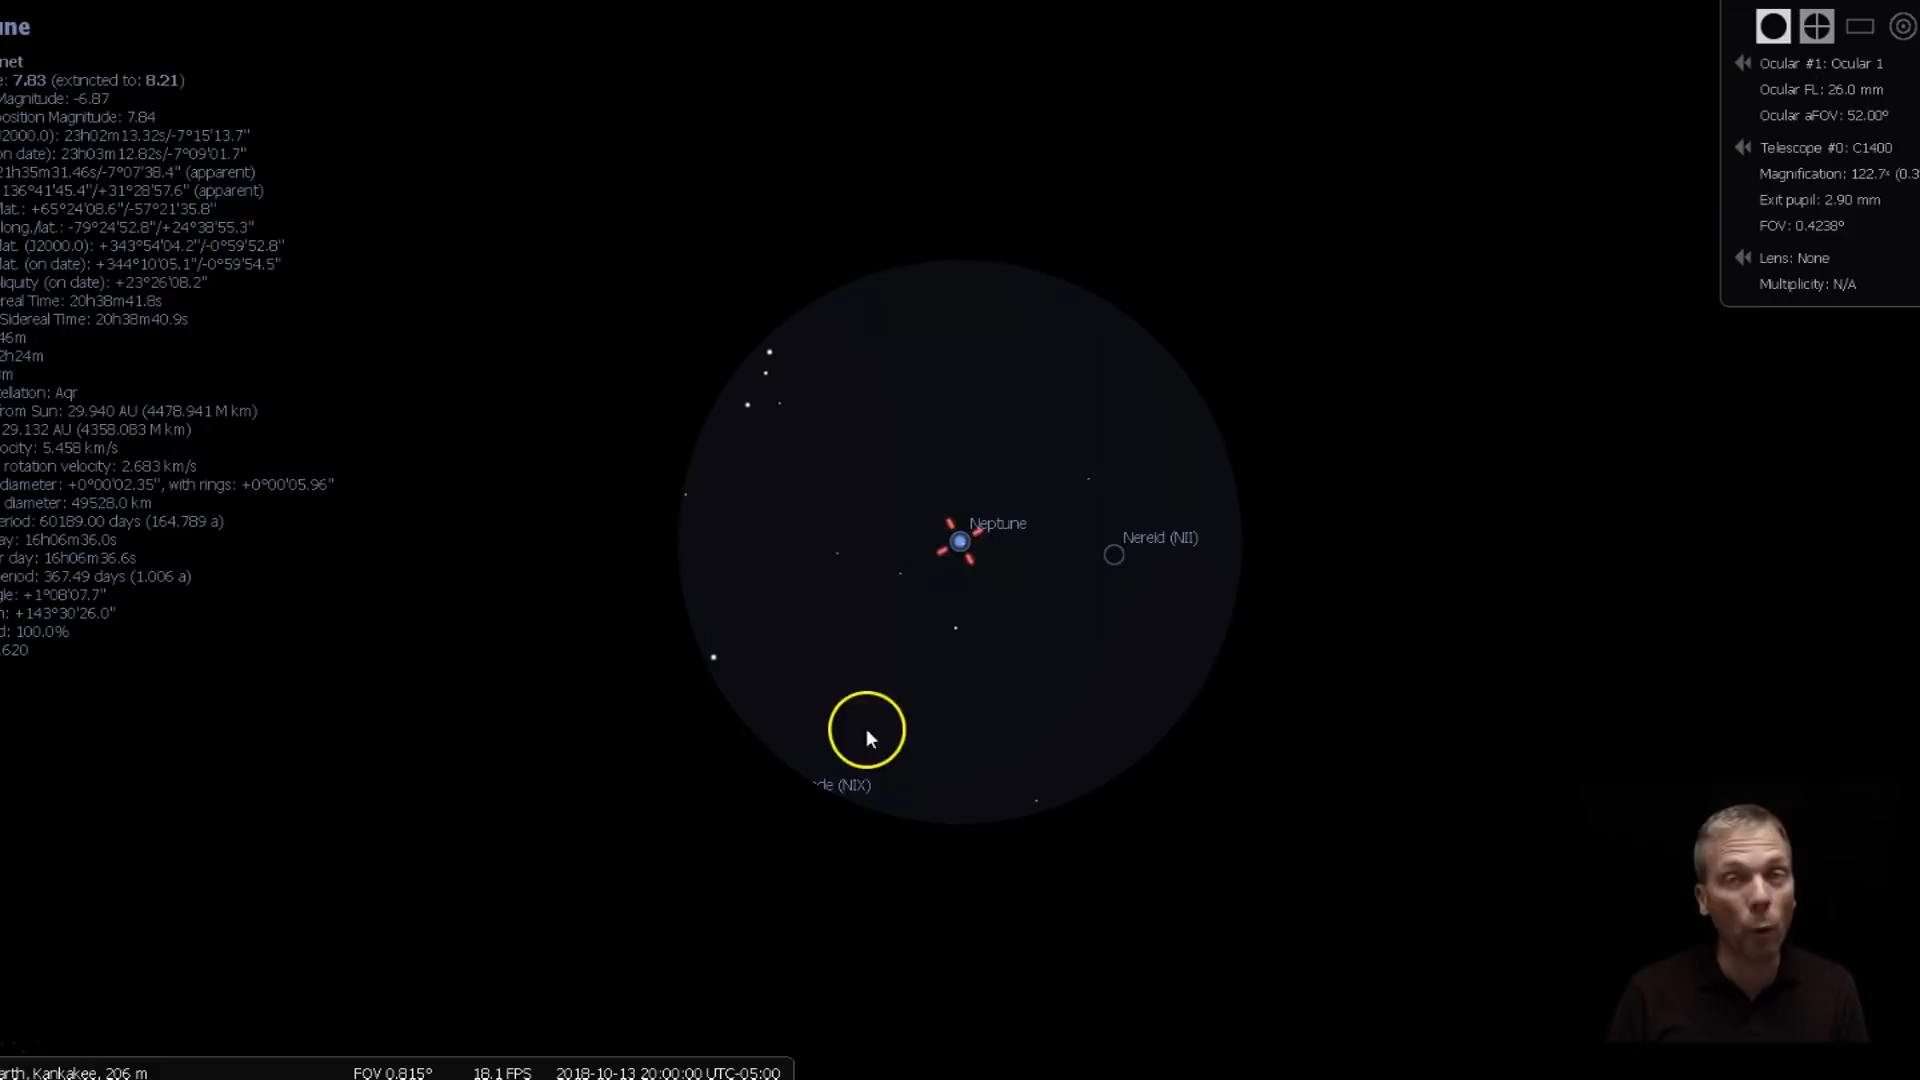 une
net
e: 7.83 (extincted to: 8.21)
Magnitude: -6.87
osition Magnitude: 7.84
J2000.0): 23h02m13.32s/-7°15'13.7"
on date): 23h03m12.82s/-7°09'01.7"
21h35m31.46s/-7°07'38.4" (apparent)
136°41'45.4"/+31°28'57.6" (apparent)
lat.: +65°24'08.6"/-57°21'35.8"
long./lat.: -79°24'52.8"/+24°38'55.3"
lat. (J2000.0): +343°54'04.2"/-0°59'52.8"
lat. (on date): +344°10'05.1"/-0°59'54.5"
liquity (on date): +23°26'08.2"
ereal Time: 20h38m41.8s
Sidereal Time: 20h38m40.9s
46m
2h24m
m
ellation: Aqr
from Sun: 29.940 AU (4478.941 M km)
29.132 AU (4358.083 M km)
ocity: 5.458 km/s
rotation velocity: 2.683 km/s
diameter: +0°00'02.35", with rings: +0°00'05.96"
diameter: 49528.0 km
eriod: 60189.00 days (164.789 a)
ay: 16h06m36.0s
r day: 16h06m36.6s
eriod: 367.49 days (1.006 a)
gle: +1°08'07.7"
n: +143°30'26.0"
d: 100.0%
.620
Ocular #1: Ocular 1
Ocular FL: 26.0 mm
Ocular aFOV: 52.00°
Telescope #0: C1400
Magnification: 122.7× (0.3
Exit pupil: 2.90 mm
FOV: 0.4238°
Lens: None
Multiplicity: N/A
Neptune
Nereid (NII)
de (NIX)
arth, Kankakee, 206 m FOV 0.815° 18.1 FPS 2018-10-13 20:00:00 UTC-05:00